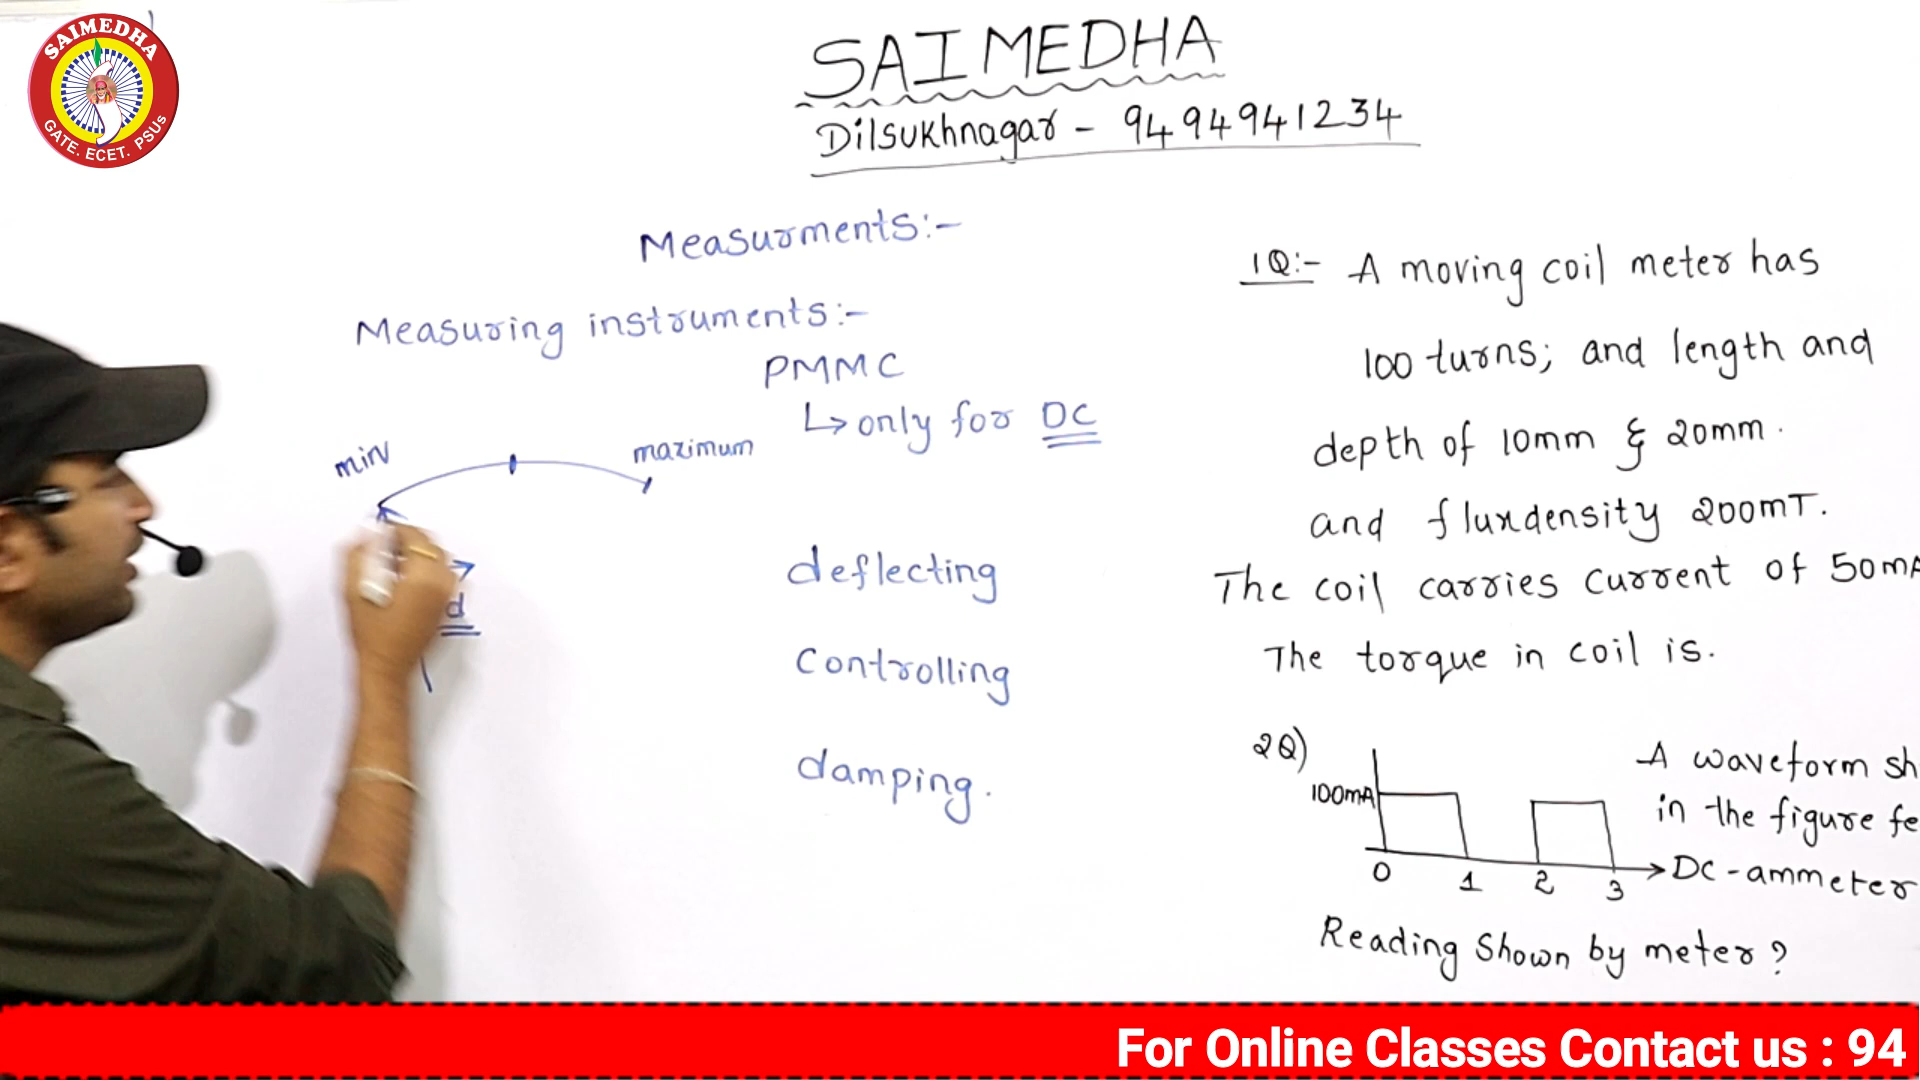 SAIMEDHA
GATE. ECET. PSUs
SAIMEDHA
Dilsukhnagar - 9494941234
Measurments:-
Measuring instruments:-
PMMC
↳ only for DC
min
maximum
d
deflecting
Controlling
damping.
1Q:- A moving coil meter has
100 turns; and length and
depth of 10mm & 20mm.
and fluxdensity 200mT.
The coil carries current of 50mA
The torque in coil is.
2Q)
100mA
0 1 2 3
A waveform sh
in the figure fe
DC-ammeter
Reading Shown by meter?
For Online Classes Contact us : 94